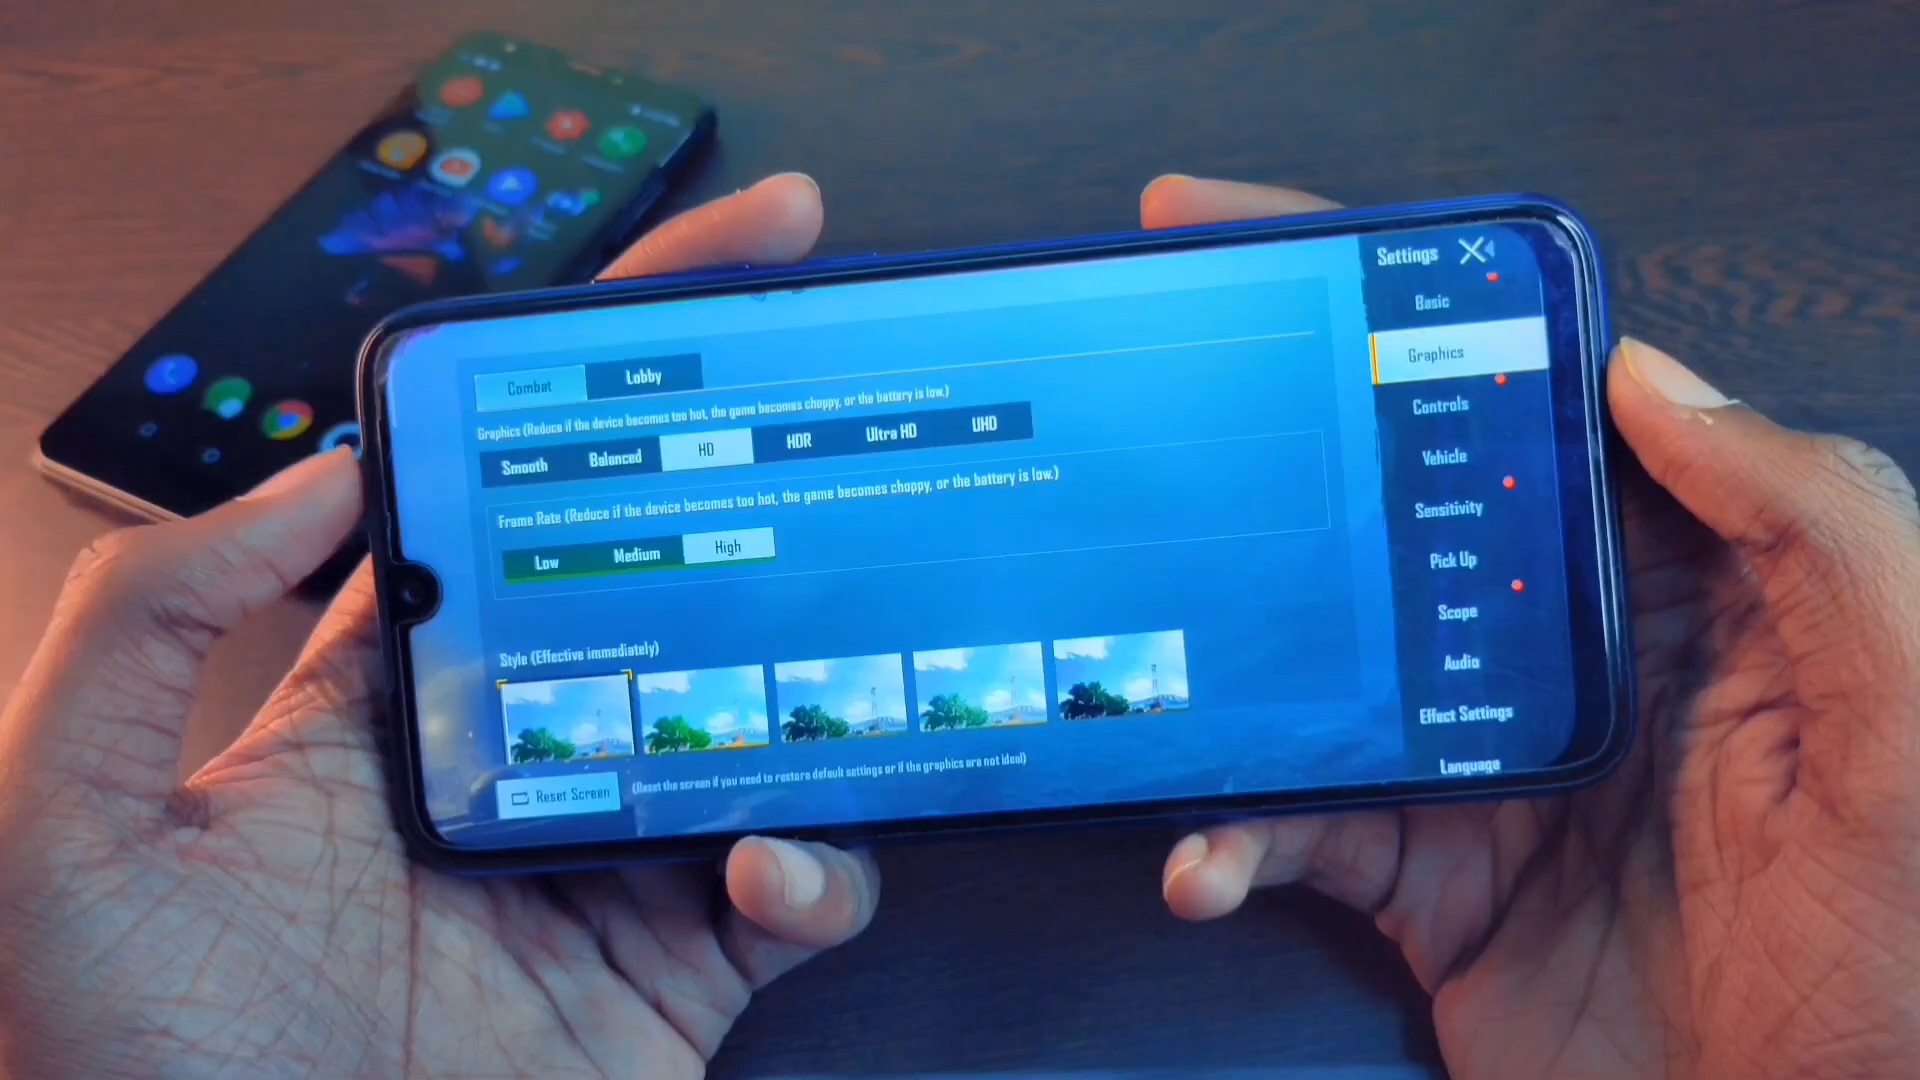 Settings
Basic
Graphics
Controls
Vehicle
Sensitivity
Pick Up
Scope
Audio
Effect Settings
Language
Combat Lobby
Graphics (Reduce if the device becomes too hot, the game becomes choppy, or the battery is low.)
Smooth Balanced HD HDR Ultra HD UHD
Frame Rate (Reduce if the device becomes too hot, the game becomes choppy, or the battery is low.)
Low Medium High
Style (Effective immediately)
Reset Screen (Reset the screen if you need to restore default settings or if the graphics are not ideal)